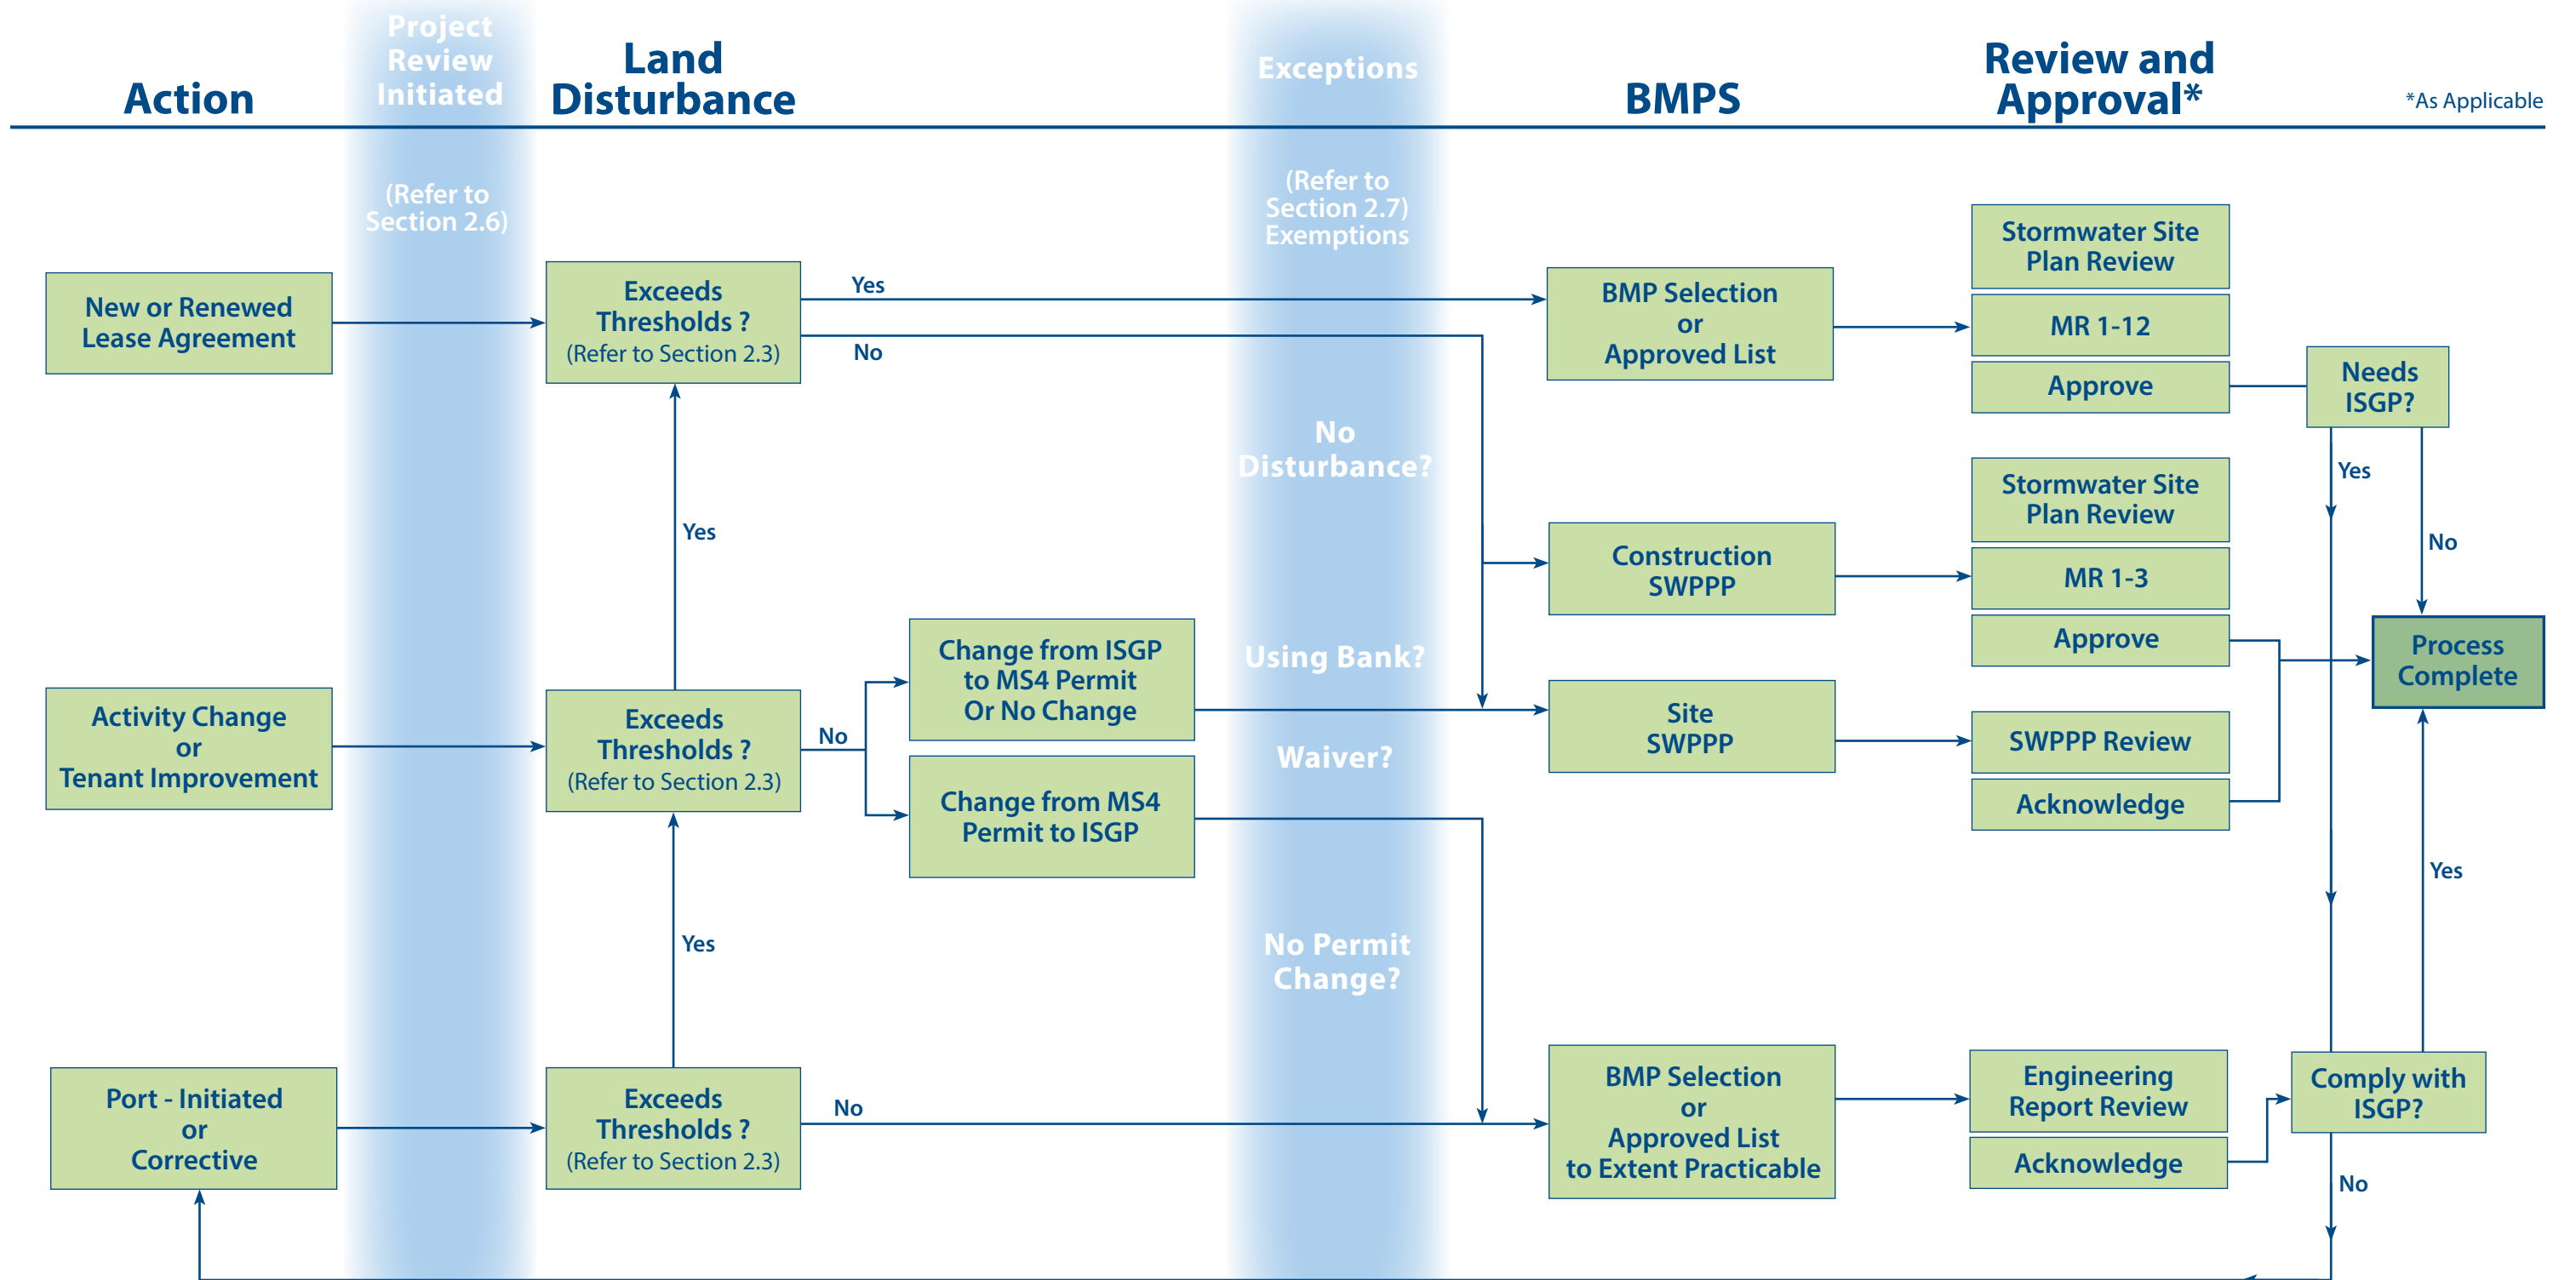 Action
Project
Review
Initiated
Land
Disturbance
Exceptions
BMPS
Review and
Approval*
*As Applicable
(Refer to
Section 2.6)
(Refer to
Section 2.7)
Exemptions
New or Renewed
Lease Agreement
Exceeds
Thresholds ?
(Refer to Section 2.3)
Yes
No
BMP Selection
or
Approved List
Stormwater Site
Plan Review
MR 1-12
Approve
Needs
ISGP?
Yes
No
No
Disturbance?
Yes
Construction
SWPPP
Stormwater Site
Plan Review
MR 1-3
Approve
Process
Complete
Activity Change
or
Tenant Improvement
Exceeds
Thresholds ?
(Refer to Section 2.3)
No
Change from ISGP
to MS4 Permit
Or No Change
Change from MS4
Permit to ISGP
Using Bank?
Waiver?
Site
SWPPP
SWPPP Review
Acknowledge
Yes
Yes
No Permit
Change?
Port - Initiated
or
Corrective
Exceeds
Thresholds ?
(Refer to Section 2.3)
No
BMP Selection
or
Approved List
to Extent Practicable
Engineering
Report Review
Acknowledge
Comply with
ISGP?
No